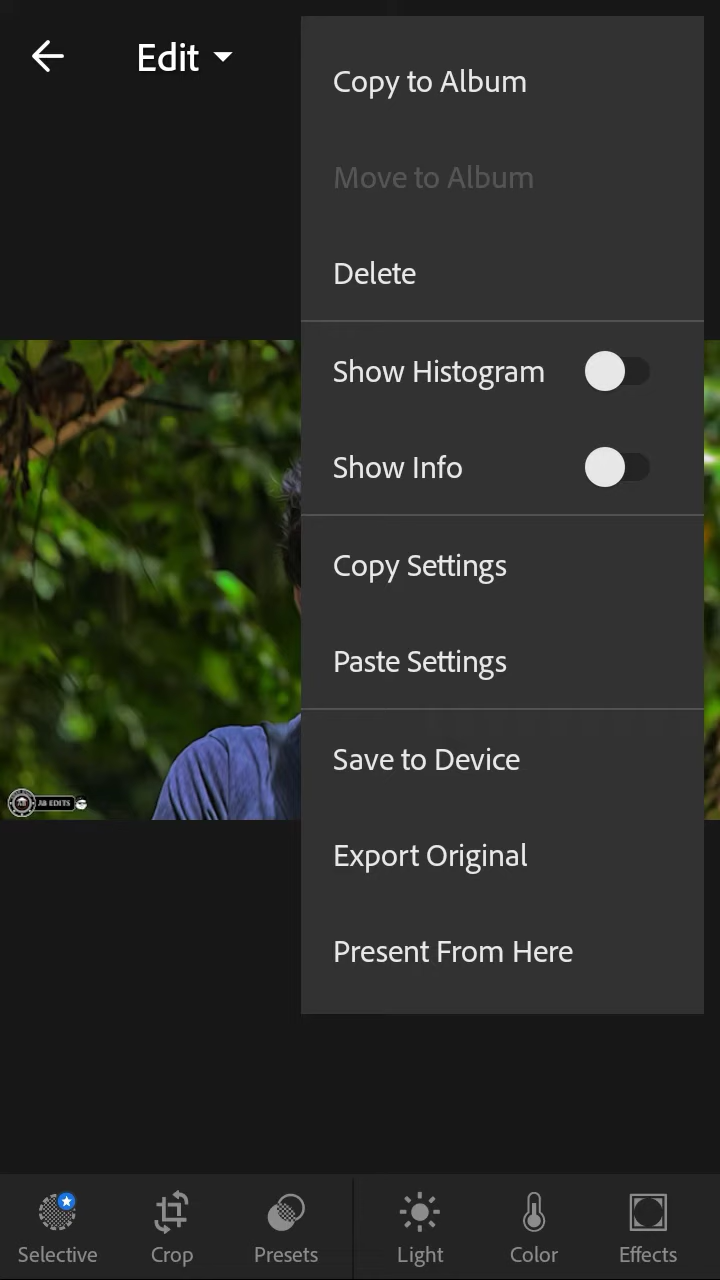 Edit
Copy to Album
Move to Album
Delete
Show Histogram
Show Info
Copy Settings
Paste Settings
Save to Device
Export Original
Present From Here
JB EDITS
Selective
Crop
Presets
Light
Color
Effects